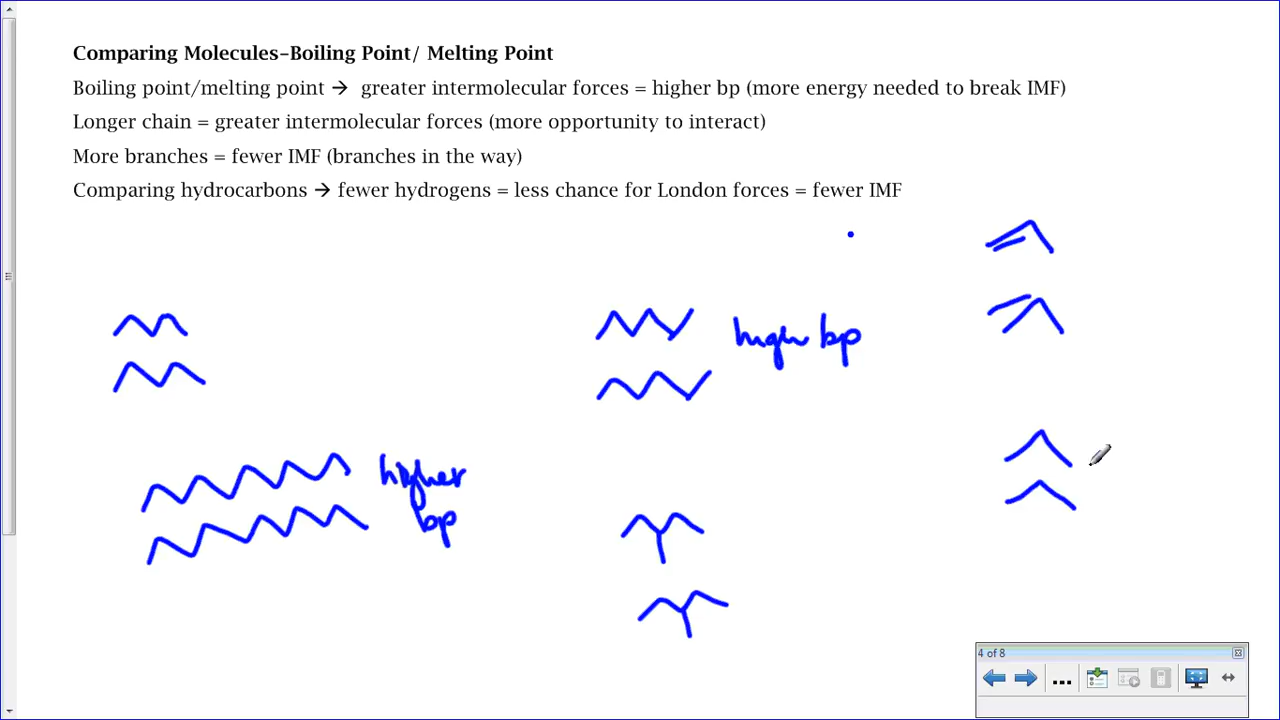 Comparing Molecules–Boiling Point/ Melting Point
Boiling point/melting point → greater intermolecular forces = higher bp (more energy needed to break IMF)
Longer chain = greater intermolecular forces (more opportunity to interact)
More branches = fewer IMF (branches in the way)
Comparing hydrocarbons → fewer hydrogens = less chance for London forces = fewer IMF
high bp
higher
bp
4 of 8
...